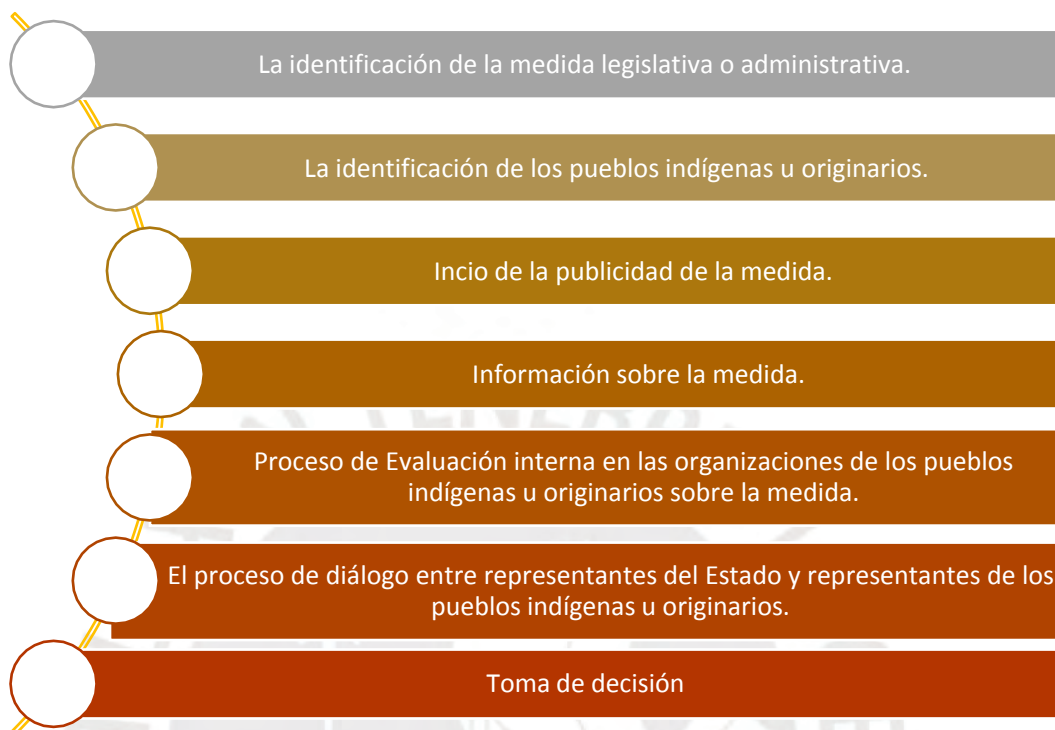 La identificación de la medida legislativa o administrativa.
La identificación de los pueblos indígenas u originarios.
Incio de la publicidad de la medida.
Información sobre la medida.
Proceso de Evaluación interna en las organizaciones de los pueblos
indígenas u originarios sobre la medida.
El proceso de diálogo entre representantes del Estado y representantes de los
pueblos indígenas u originarios.
Toma de decisión